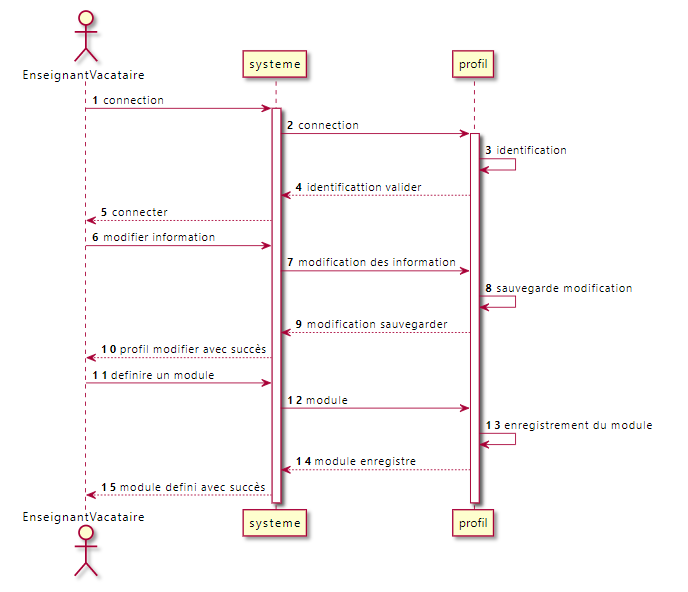 EnseignantVacataire
systeme
profil
1 connection
2 connection
3 identification
4 identificattion valider
5 connecter
6 modifier information
7 modification des information
8 sauvegarde modification
9 modification sauvegarder
10 profil modifier avec succès
11 definire un module
12 module
13 enregistrement du module
14 module enregistre
15 module defini avec succès
EnseignantVacataire
systeme
profil